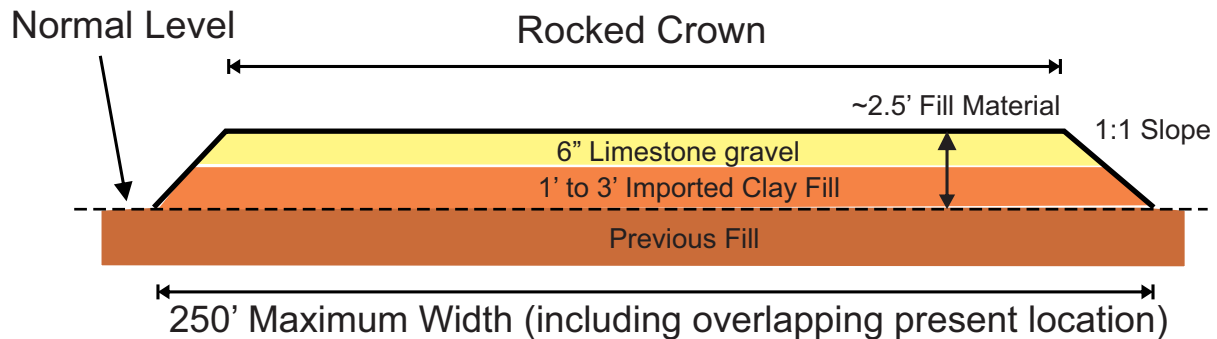 Normal Level
Rocked Crown
~2.5’ Fill Material
1:1 Slope
6” Limestone gravel
1’ to 3’ Imported Clay Fill
Previous Fill
250’ Maximum Width (including overlapping present location)